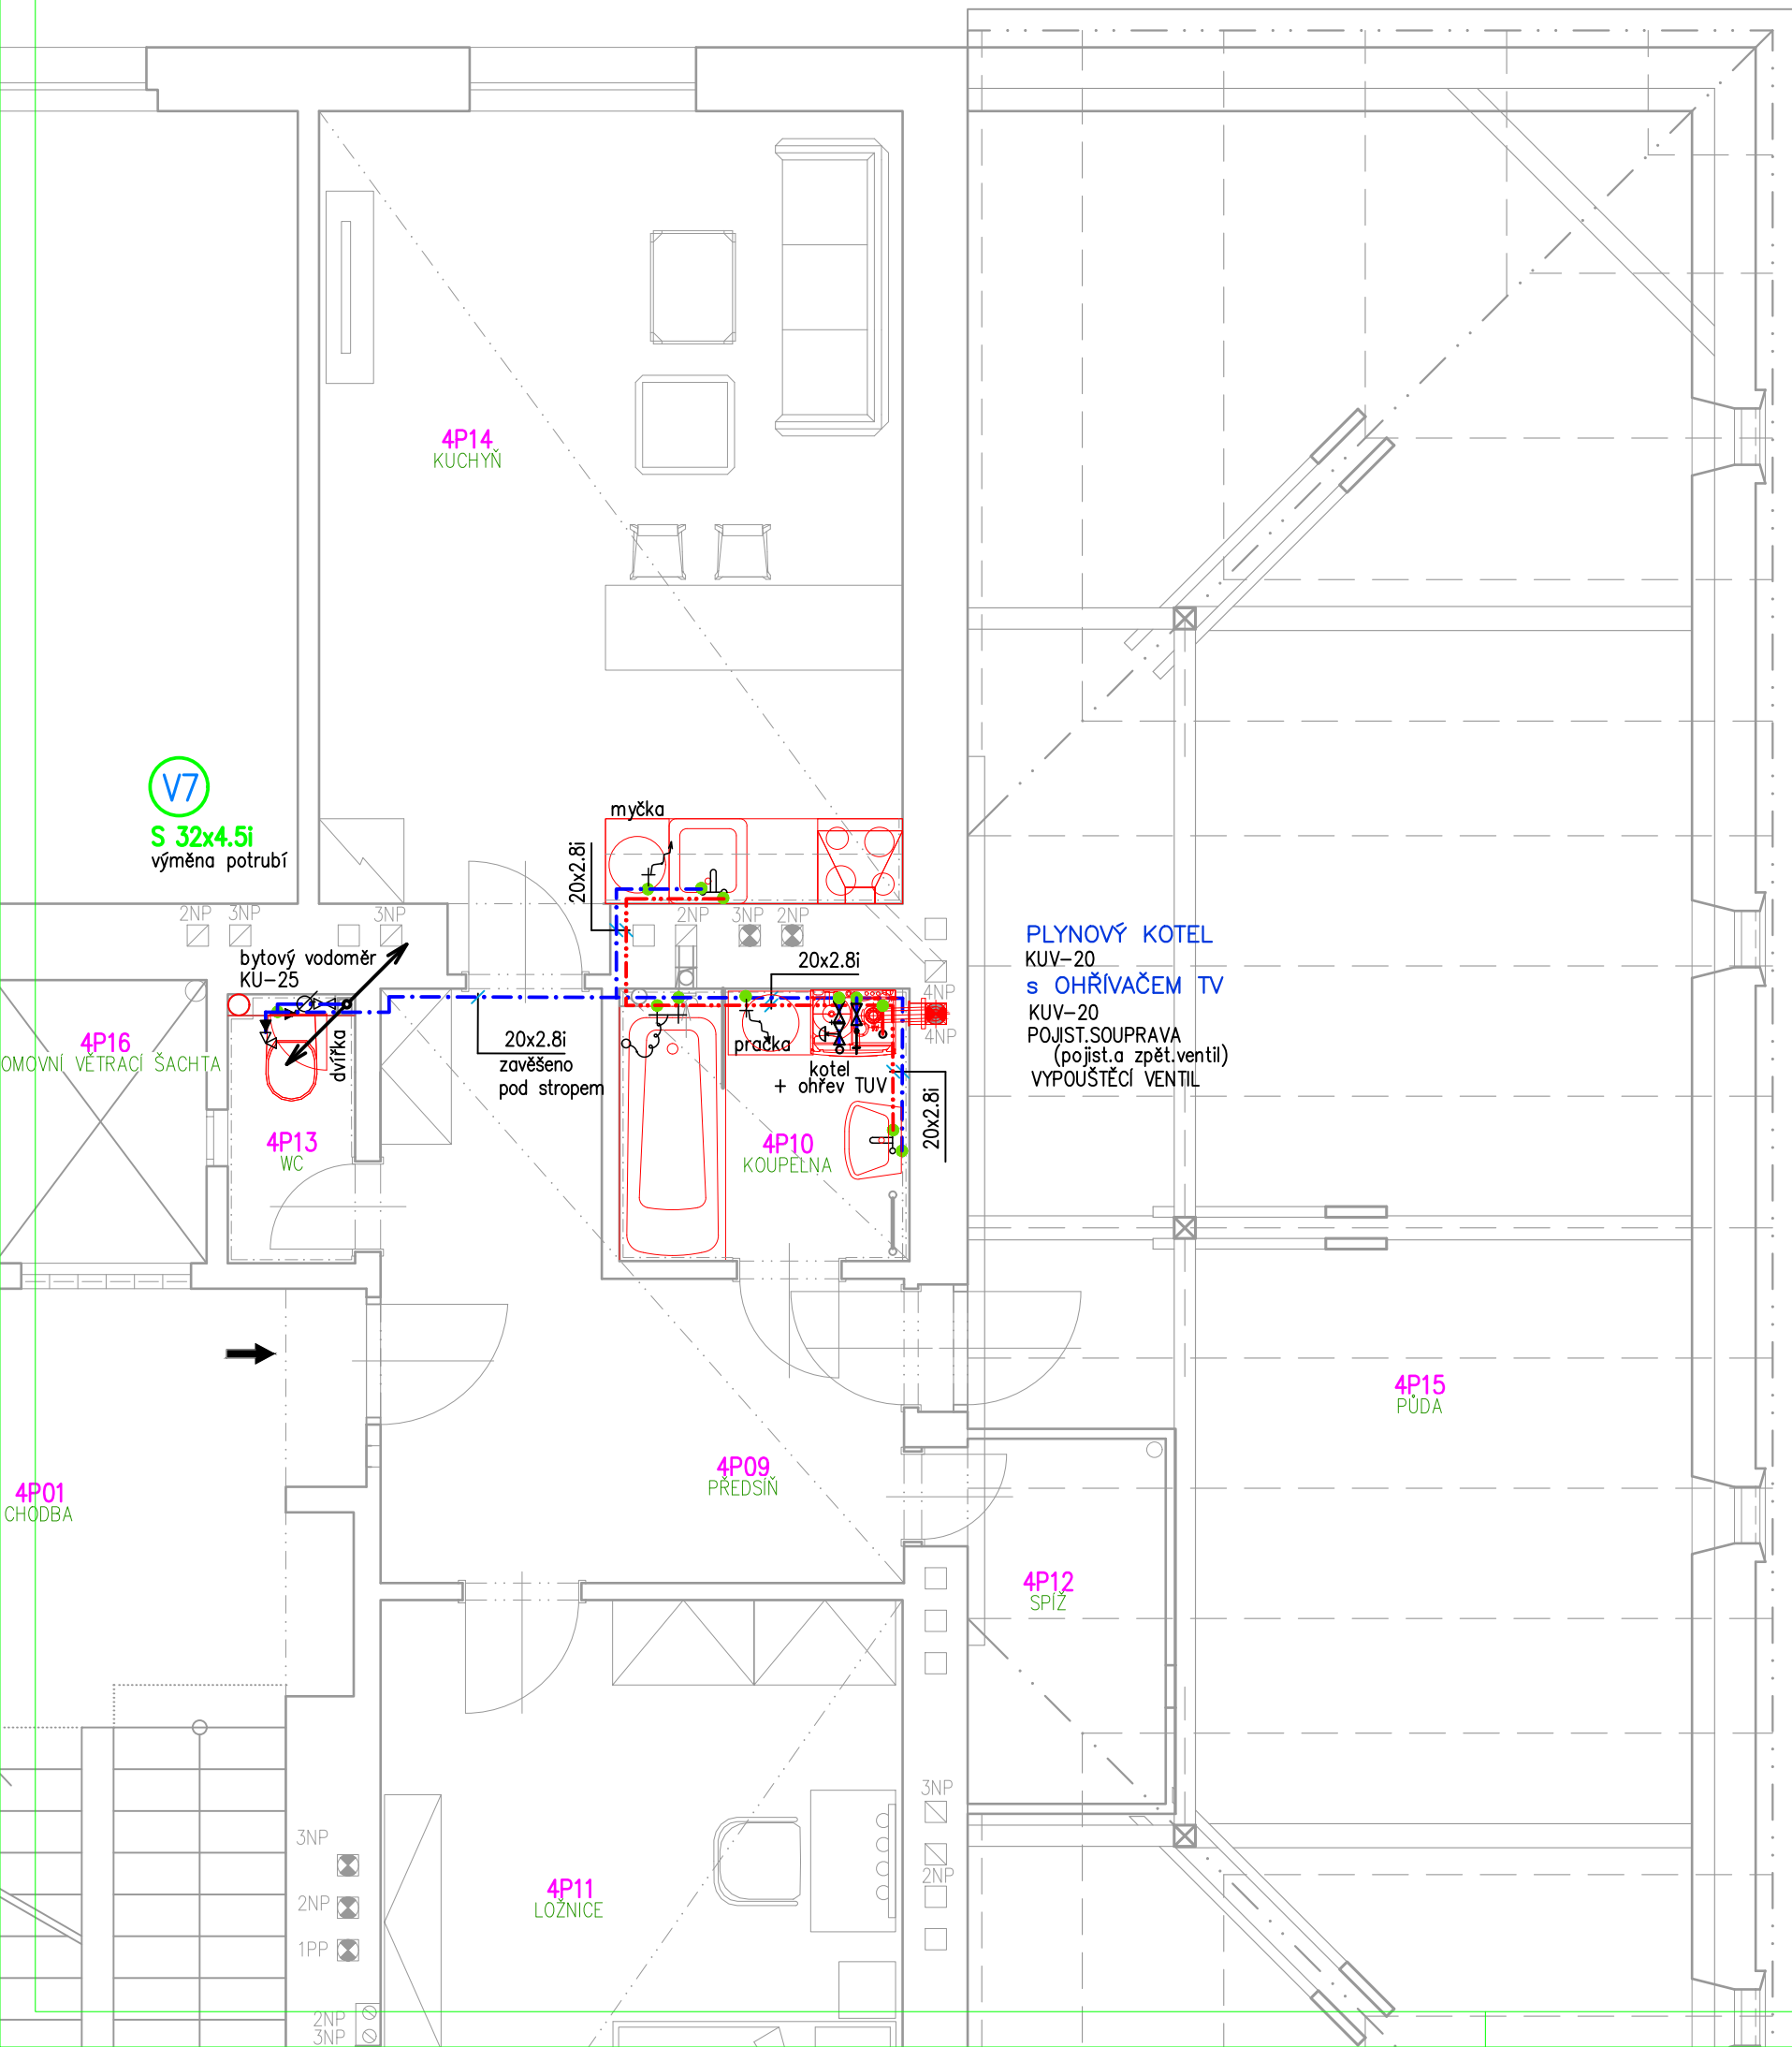 4P14
KUCHYŇ
V7
S 32x4.5i
výměna potrubí
myčka
20x2.8i
2NP
3NP
3NP
2NP
3NP
2NP
bytový vodoměr
KU-25
20x2.8i
4NP
4NP
PLYNOVÝ KOTEL
KUV-20
s OHŘÍVAČEM TV
KUV-20
POJIST.SOUPRAVA
(pojist.a zpět.ventil)
VYPOUŠTĚCÍ VENTIL
4P16
OMOVNÍ VĚTRACÍ ŠACHTA
dvířka
20x2.8i
zavěšeno
pod stropem
pračka
kotel
+ ohřev TUV
20x2.8i
4P13
WC
4P10
KOUPELNA
4P15
PŮDA
4P09
PŘEDSÍŇ
4P01
CHODBA
4P12
SPÍŽ
3NP
2NP
3NP
2NP
1PP
4P11
LOŽNICE
2NP
3NP